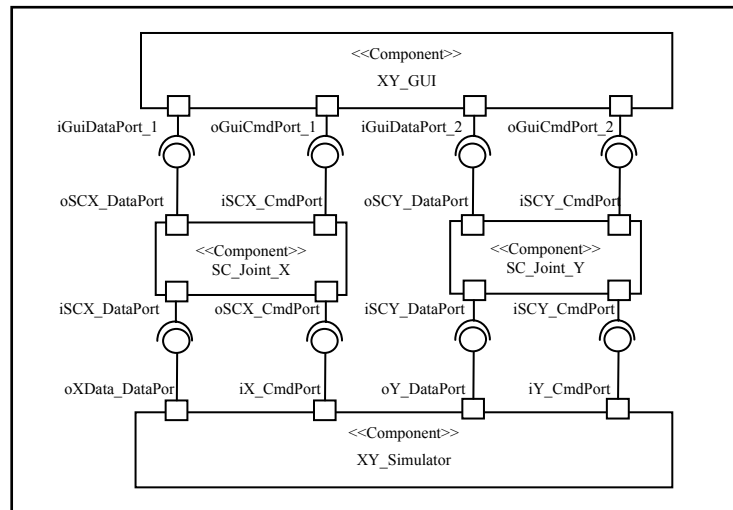 <<Component>>
XY_GUI
iGuiDataPort_1 oGuiCmdPort_1 iGuiDataPort_2 oGuiCmdPort_2
oSCX_DataPort iSCX_CmdPort oSCY_DataPort iSCY_CmdPort
<<Component>> <<Component>>
SC_Joint_X SC_Joint_Y
iSCX_DataPort oSCX_CmdPort iSCY_DataPort iSCY_CmdPort
oXData_DataPor iX_CmdPort oY_DataPort iY_CmdPort
<<Component>>
XY_Simulator